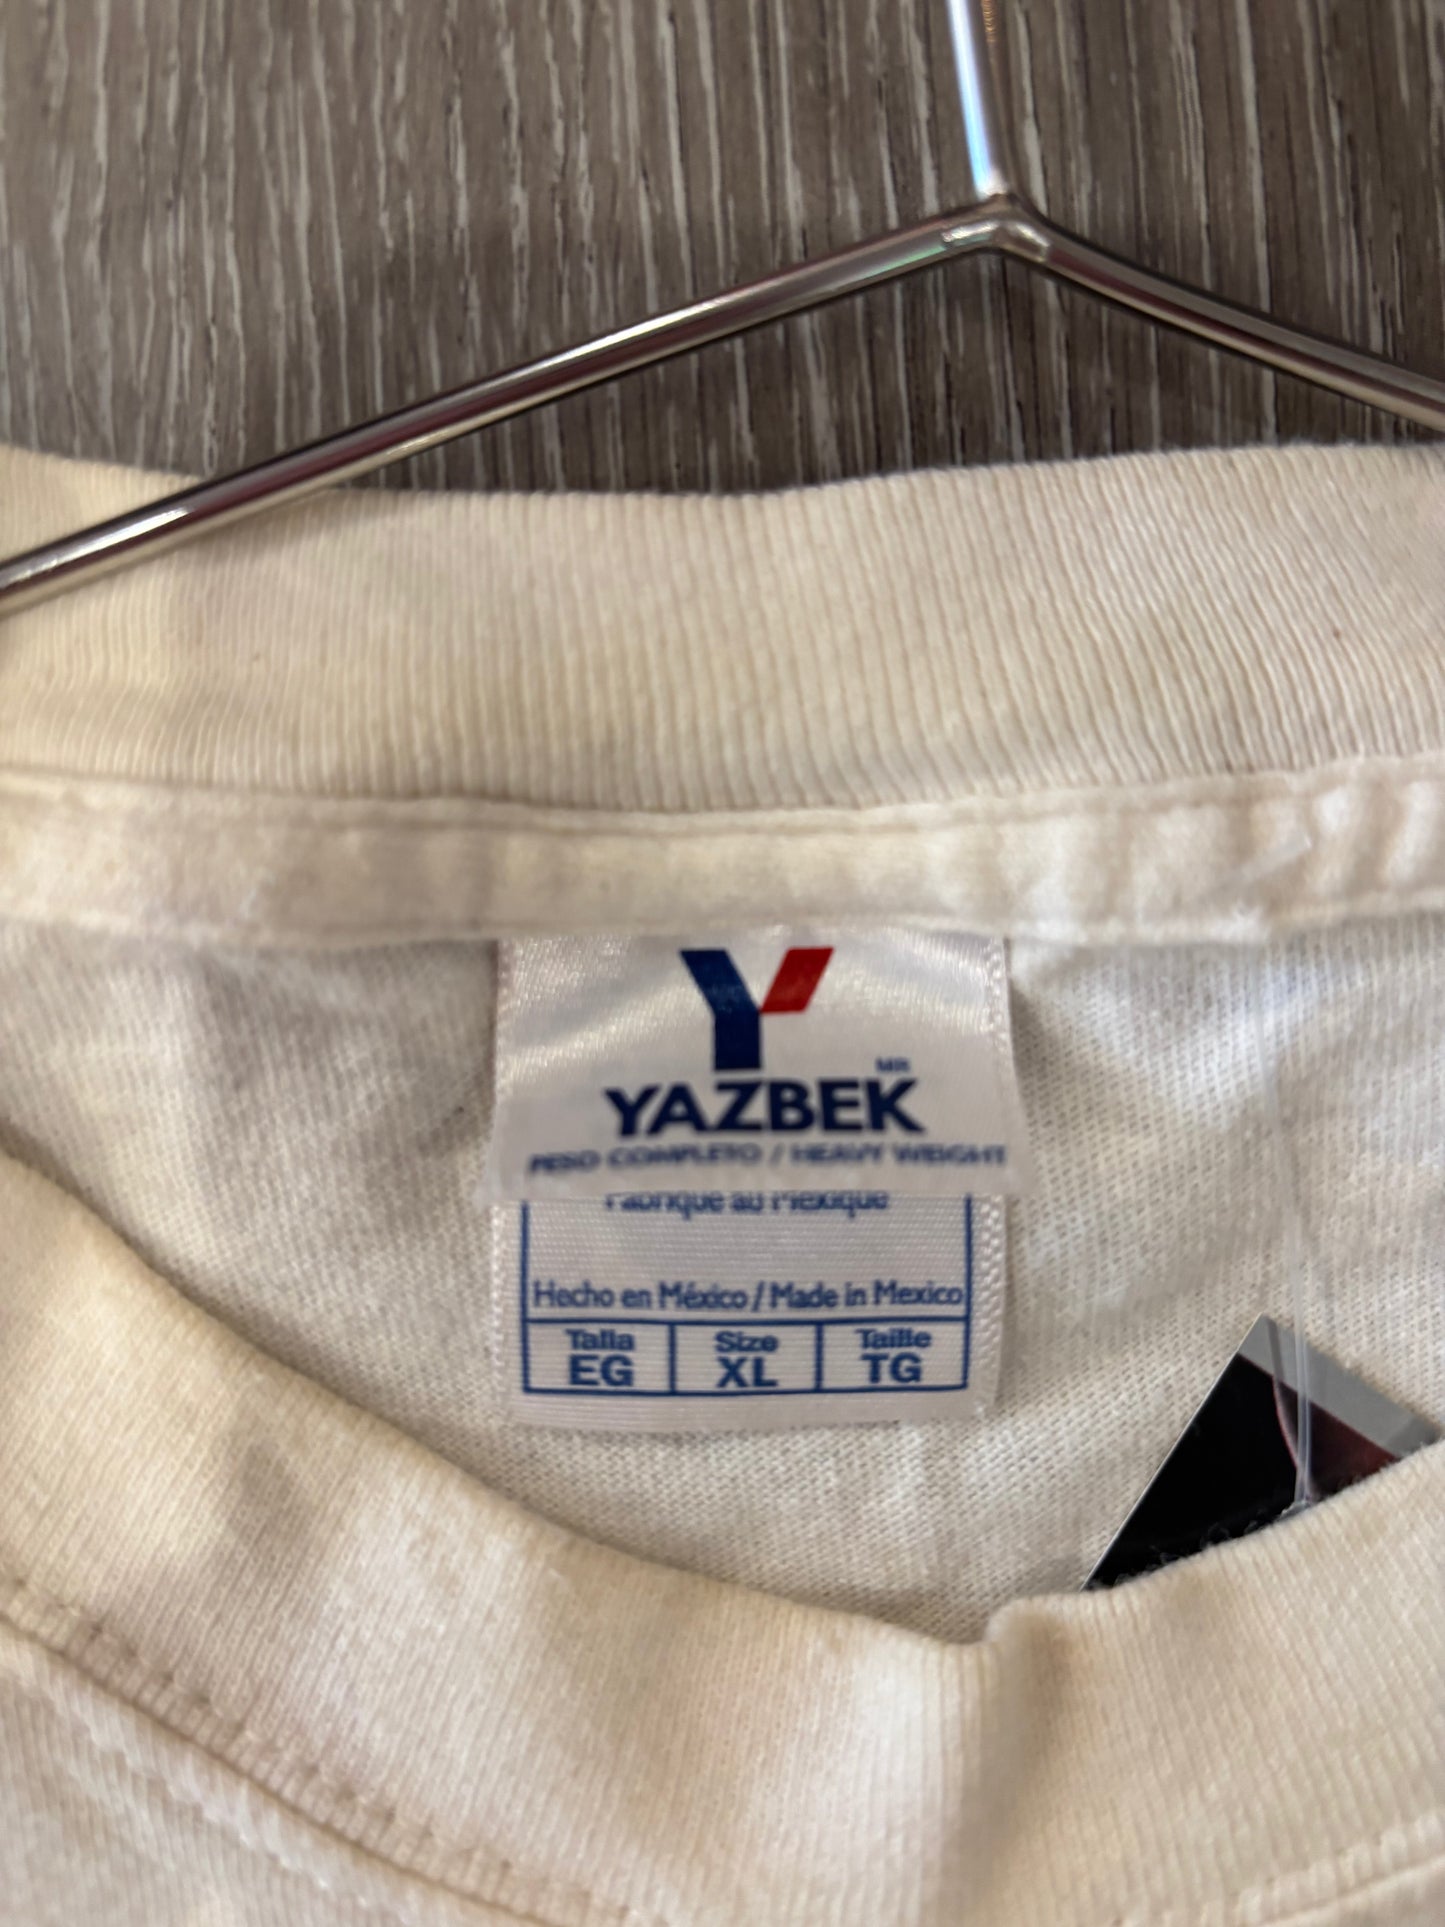 Y
MR
YAZBEK
PESO COMPLETO / HEAVY WEIGHT
Fabriqué au Mexique
Hecho en México / Made in Mexico
Talla Size Taille
EG XL TG